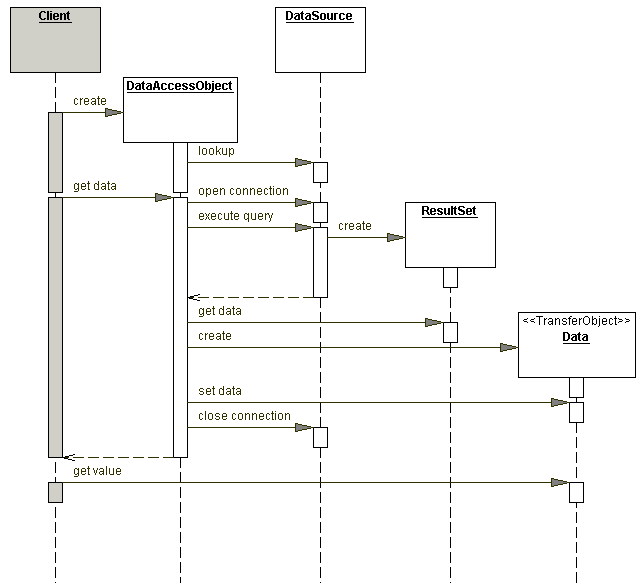 Client
DataSource
DataAccessObject
create
lookup
get data
open connection
execute query
create
ResultSet
get data
<<TransferObject>>
create
Data
set data
close connection
get value